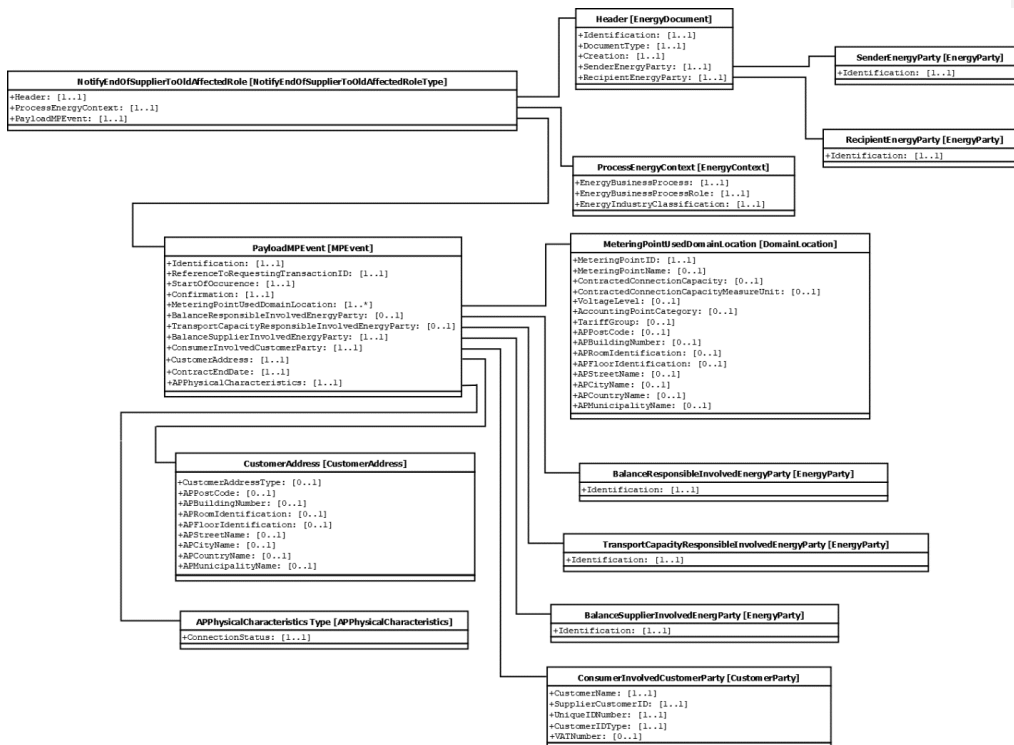 Header [EnergyDocument]
+Identification: [1..1]
+DocumentType: [1..1]
+Creation: [1..1]
+SenderEnergyParty: [1..1]
+RecipientEnergyParty: [1..1]
SenderEnergyParty [EnergyParty]
+Identification: [1..1]
NotifyEndOfSupplierToOldAffectedRole [NotifyEndOfSupplierToOldAffectedRoleType]
+Header: [1..1]
+ProcessEnergyContext: [1..1]
+PayloadMPEvent: [1..1]
RecipientEnergyParty [EnergyParty]
+Identification: [1..1]
ProcessEnergyContext [EnergyContext]
+EnergyBusinessProcess: [1..1]
+EnergyBusinessProcessRole: [1..1]
+EnergyIndustryClassification: [1..1]
PayloadMPEvent [MPEvent]
+Identification: [1..1]
+ReferenceToRequestingTransactionID: [1..1]
+StartOfOccurence: [1..1]
+Confirmation: [1..1]
+MeteringPointUsedDomainLocation: [1..*]
+BalanceResponsibleInvolvedEnergyParty: [0..1]
+TransportCapacityResponsibleInvolvedEnergyParty: [0..1]
+BalanceSupplierInvolvedEnergyParty: [1..1]
+ConsumerInvolvedCustomerParty: [1..1]
+CustomerAddress: [1..1]
+ContractEndDate: [1..1]
+APPhysicalCharacteristics: [1..1]
MeteringPointUsedDomainLocation [DomainLocation]
+MeteringPointID: [1..1]
+MeteringPointName: [0..1]
+ContractedConnectionCapacity: [0..1]
+ContractedConnectionCapacityMeasureUnit: [0..1]
+VoltageLevel: [0..1]
+AccountingPointCategory: [0..1]
+TariffGroup: [0..1]
+APPostCode: [0..1]
+APBuildingNumber: [0..1]
+APRoomIdentification: [0..1]
+APFloorIdentification: [0..1]
+APStreetName: [0..1]
+APCityName: [0..1]
+APCountryName: [0..1]
+APMunicipalityName: [0..1]
CustomerAddress [CustomerAddress]
+CustomerAddressType: [0..1]
+APPostCode: [0..1]
+APBuildingNumber: [0..1]
+APRoomIdentification: [0..1]
+APFloorIdentification: [0..1]
+APStreetName: [0..1]
+APCityName: [0..1]
+APCountryName: [0..1]
+APMunicipalityName: [0..1]
BalanceResponsibleInvolvedEnergyParty [EnergyParty]
+Identification: [1..1]
TransportCapacityResponsibleInvolvedEnergyParty [EnergyParty]
+Identification: [1..1]
APPhysicalCharacteristics Type [APPhysicalCharacteristics]
+ConnectionStatus: [1..1]
BalanceSupplierInvolvedEnergParty [EnergyParty]
+Identification: [1..1]
ConsumerInvolvedCustomerParty [CustomerParty]
+CustomerName: [1..1]
+SupplierCustomerID: [1..1]
+UniqueIDNumber: [1..1]
+CustomerIDType: [1..1]
+VATNumber: [0..1]